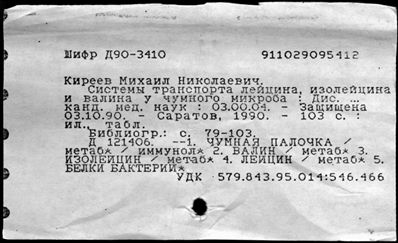 Шифр Д90-3410 911029095412
Киреев Михаил Николаевич.
Системы транспорта лейцина, изолейцина
и валина у чумного микроба : Дис. ...
канд. мед. наук : 03.00.04. - Защищена
03.10.90. - Саратов, 1990. - 103 с. :
ил., табл.
Библиогр.: с. 79-103.
Д 121406. --1. ЧУМНАЯ ПАЛОЧКА /
метаб* / иммунол* 2. ВАЛИН / метаб* 3.
ИЗОЛЕЙЦИН / метаб* 4. ЛЕЙЦИН / метаб* 5.
БЕЛКИ БАКТЕРИЙ*
УДК 579.843.95.014:546.466